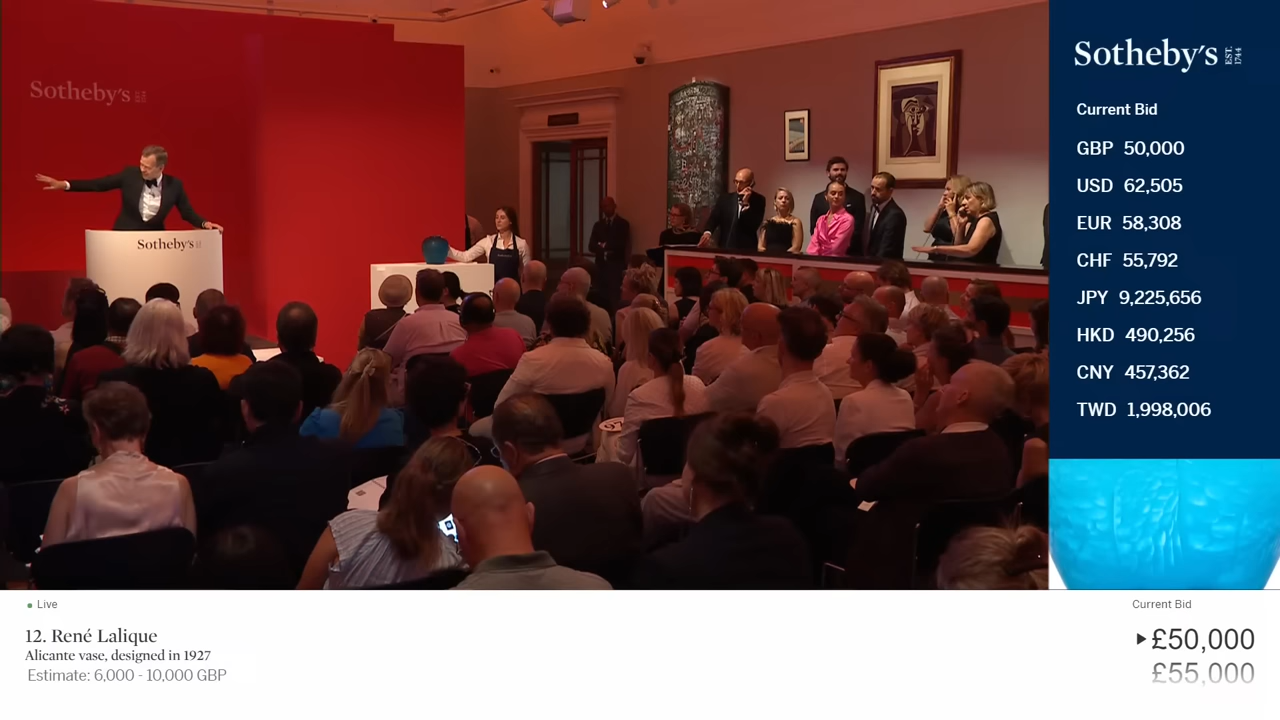 Sotheby's EST. 1744
Sotheby's
Sotheby's EST. 1744
Current Bid
GBP 50,000
USD 62,505
EUR 58,308
CHF 55,792
JPY 9,225,656
HKD 490,256
CNY 457,362
TWD 1,998,006
Live
12. René Lalique
Alicante vase, designed in 1927
Estimate: 6,000 - 10,000 GBP
Current Bid
£50,000
£55,000